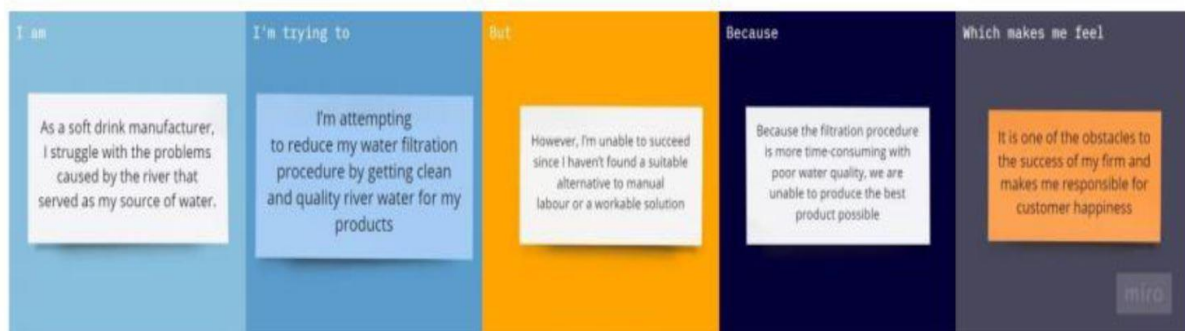 I am
As a soft drink manufacturer,
I struggle with the problems
caused by the river that
served as my source of water.
I'm trying to
I'm attempting
to reduce my water filtration
procedure by getting clean
and quality river water for my
products
But
However, I'm unable to succeed
since I haven't found a suitable
alternative to manual
labour or a workable solution
Because
Because the filtration procedure
is more time-consuming with
poor water quality, we are
unable to produce the best
product possible
Which makes me feel
It is one of the obstacles to
the success of my firm and
makes me responsible for
customer happiness
miro